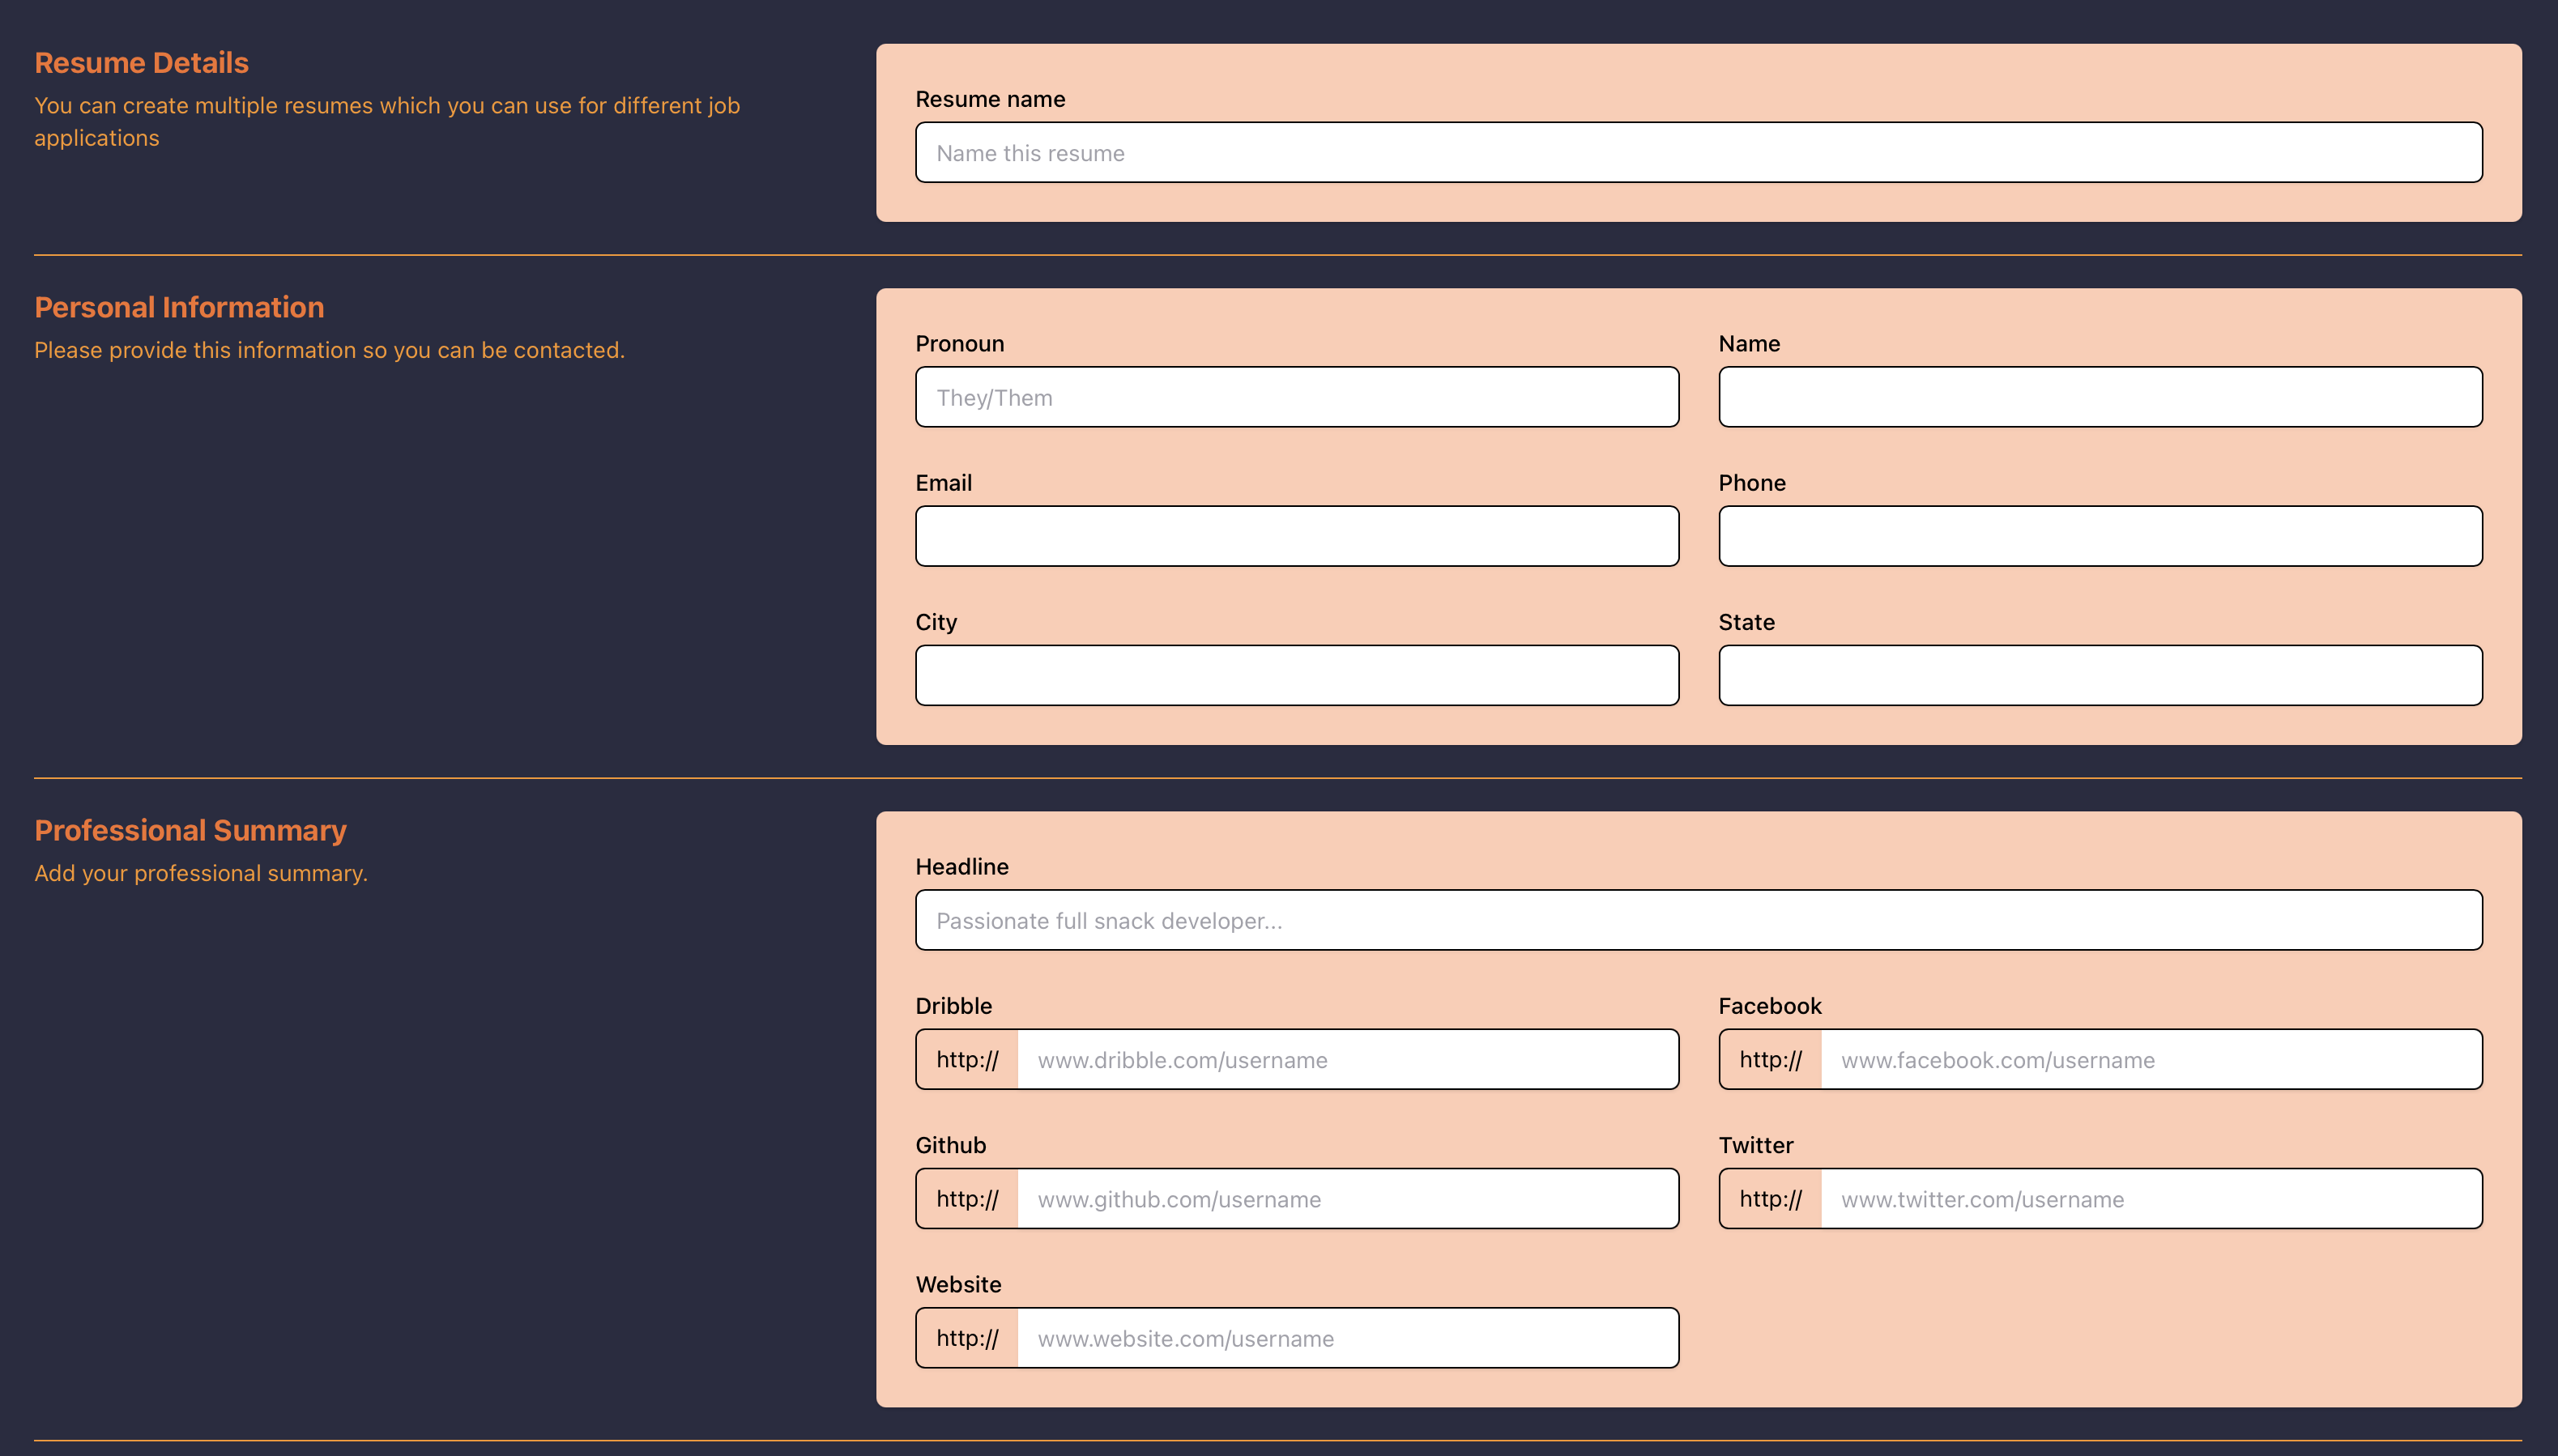 Resume Details
You can create multiple resumes which you can use for different job
applications
Resume name
Name this resume
Personal Information
Please provide this information so you can be contacted.
Pronoun
They/Them
Name
Email
Phone
City
State
Professional Summary
Add your professional summary.
Headline
Passionate full snack developer...
Dribble
http:// www.dribble.com/username
Facebook
http:// www.facebook.com/username
Github
http:// www.github.com/username
Twitter
http:// www.twitter.com/username
Website
http:// www.website.com/username